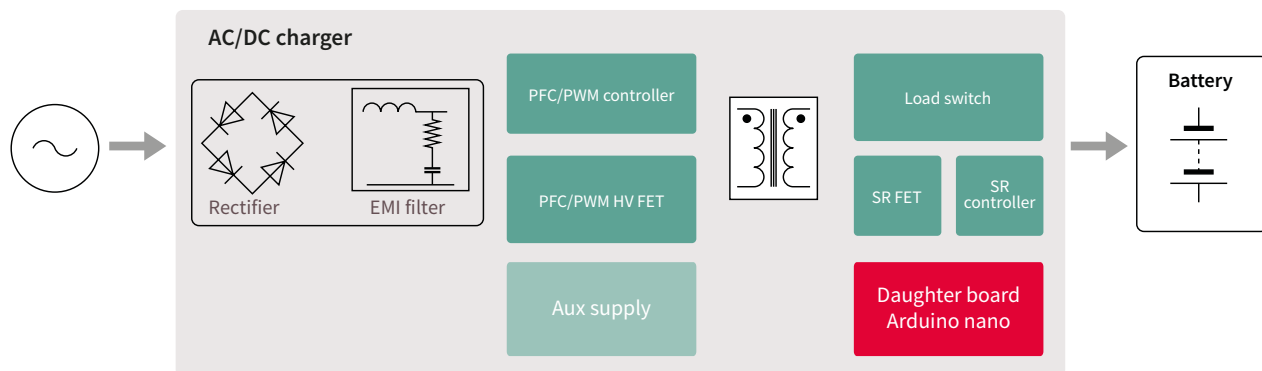 AC/DC charger
Rectifier
EMI filter
PFC/PWM controller
PFC/PWM HV FET
Aux supply
Load switch
SR FET
SR
controller
Daughter board
Arduino nano
Battery